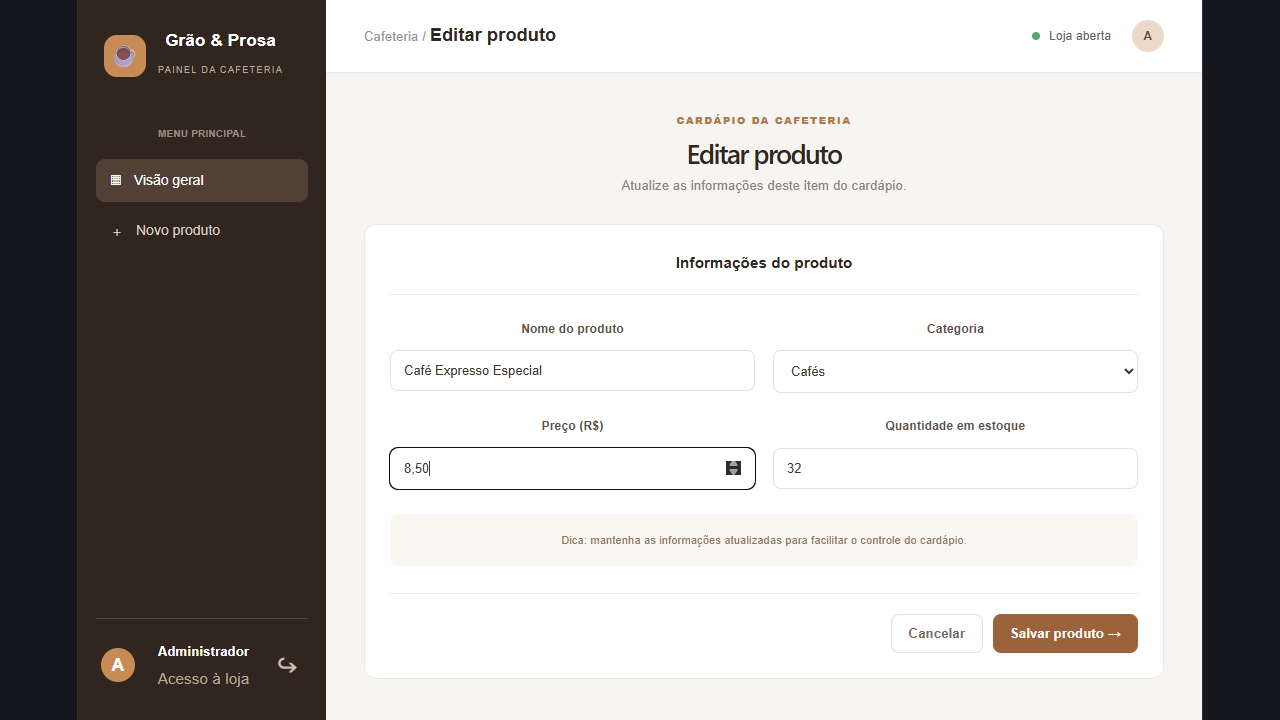 Grão & Prosa
PAINEL DA CAFETERIA
MENU PRINCIPAL
Visão geral
+ Novo produto
A
Administrador
Acesso à loja
Cafeteria / Editar produto
Loja aberta
A
CARDÁPIO DA CAFETERIA
Editar produto
Atualize as informações deste item do cardápio.
Informações do produto
Nome do produto
Café Expresso Especial
Categoria
Cafés
Preço (R$)
8,50
Quantidade em estoque
32
Dica: mantenha as informações atualizadas para facilitar o controle do cardápio.
Cancelar
Salvar produto →